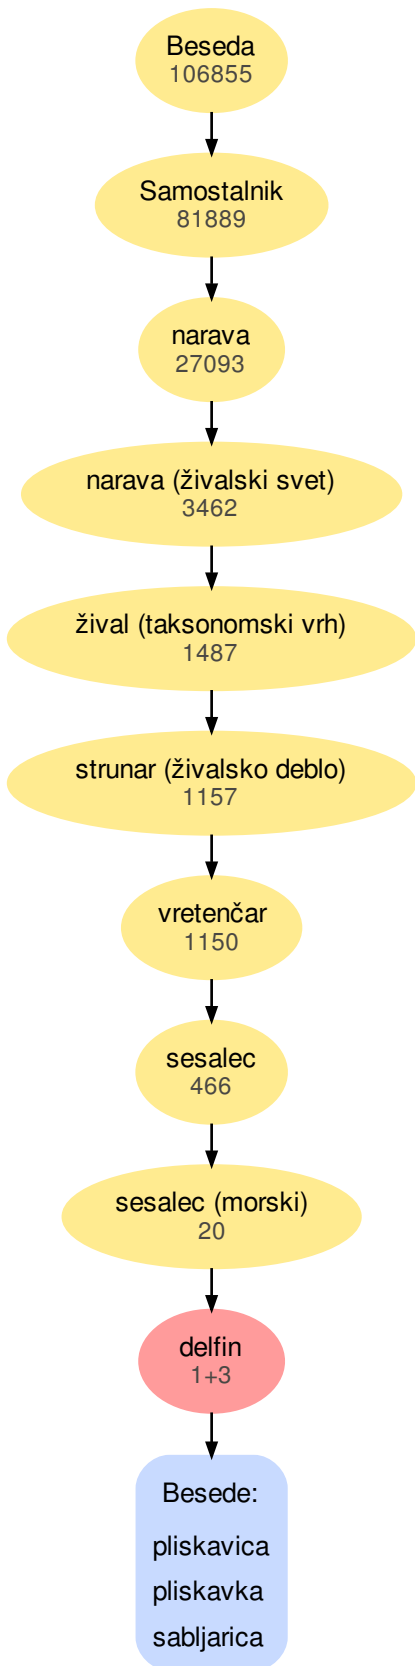 Beseda
106855
Samostalnik
81889
narava
27093
narava (živalski svet)
3462
žival (taksonomski vrh)
1487
strunar (živalsko deblo)
1157
vretenčar
1150
sesalec
466
sesalec (morski)
20
delfin
1+3
Besede:
pliskavica
pliskavka
sabljarica